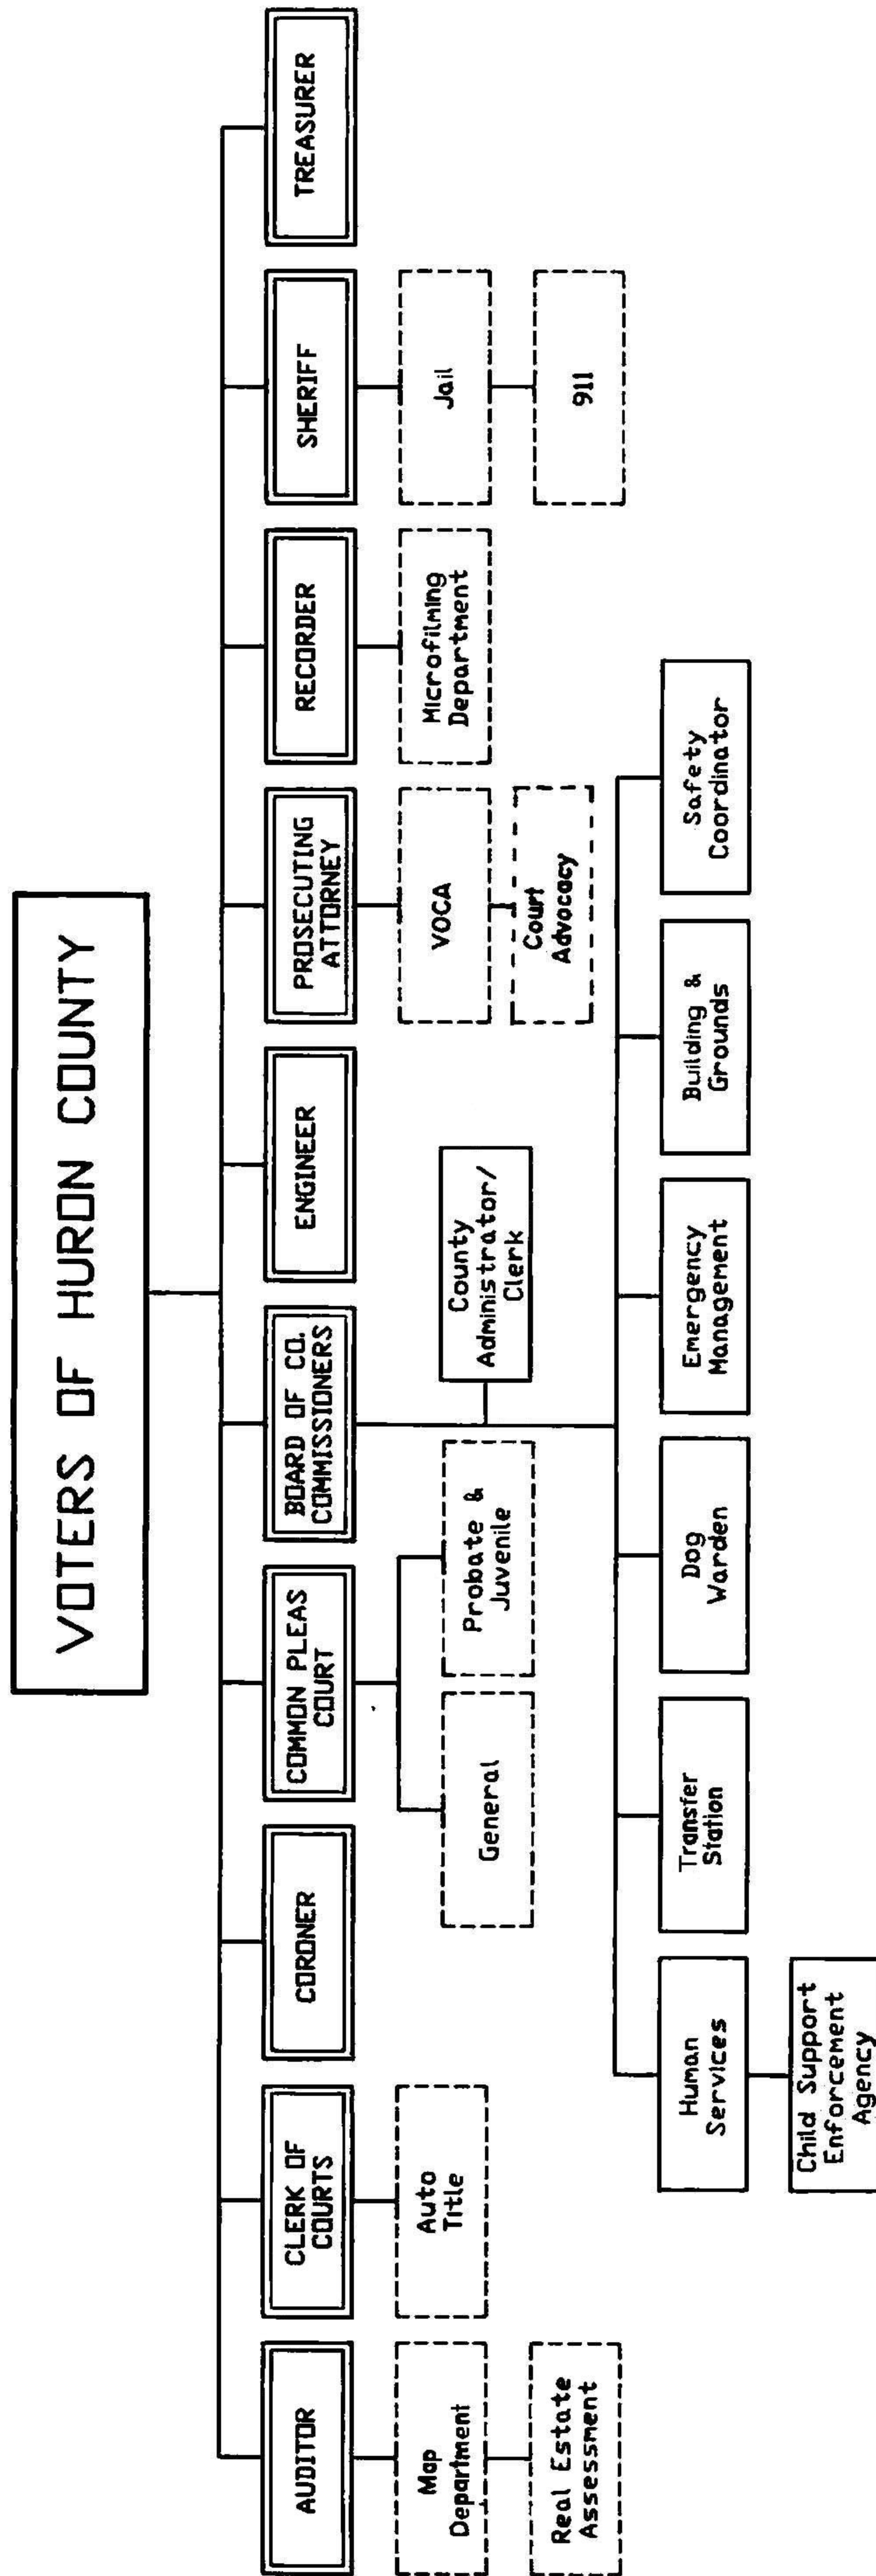 VOTERS OF HURON COUNTY
AUDITOR
CLERK OF
COURTS
CORONER
COMMON PLEAS
COURT
BOARD OF CO.
COMMISSIONERS
ENGINEER
PROSECUTING
ATTORNEY
RECORDER
SHERIFF
TREASURER
Map
Department
Auto
Title
VOCA
Microfilming
Department
Jail
General
Probate &
Juvenile
County
Administrator/
Clerk
Real Estate
Assessment
Court
Advocacy
911
Human
Services
Transfer
Station
Dog
Warden
Emergency
Management
Building &
Grounds
Safety
Coordinator
Child Support
Enforcement
Agency